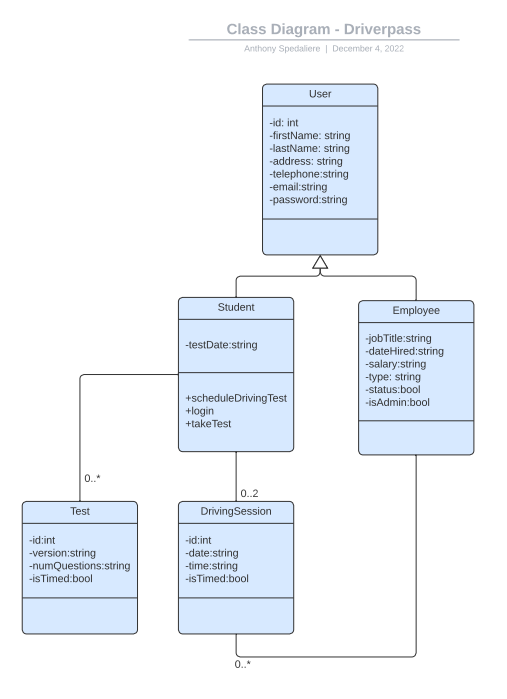 Class Diagram - Driverpass
Anthony Spedaliere | December 4, 2022
User
-id: int
-firstName: string
-lastName: string
-address: string
-telephone:string
-email:string
-password:string
Student
-testDate:string
+scheduleDrivingTest
+login
+takeTest
Employee
-jobTitle:string
-dateHired:string
-salary:string
-type: string
-status:bool
-isAdmin:bool
0..*
0..2
Test
-id:int
-version:string
-numQuestions:string
-isTimed:bool
DrivingSession
-id:int
-date:string
-time:string
-isTimed:bool
0..*